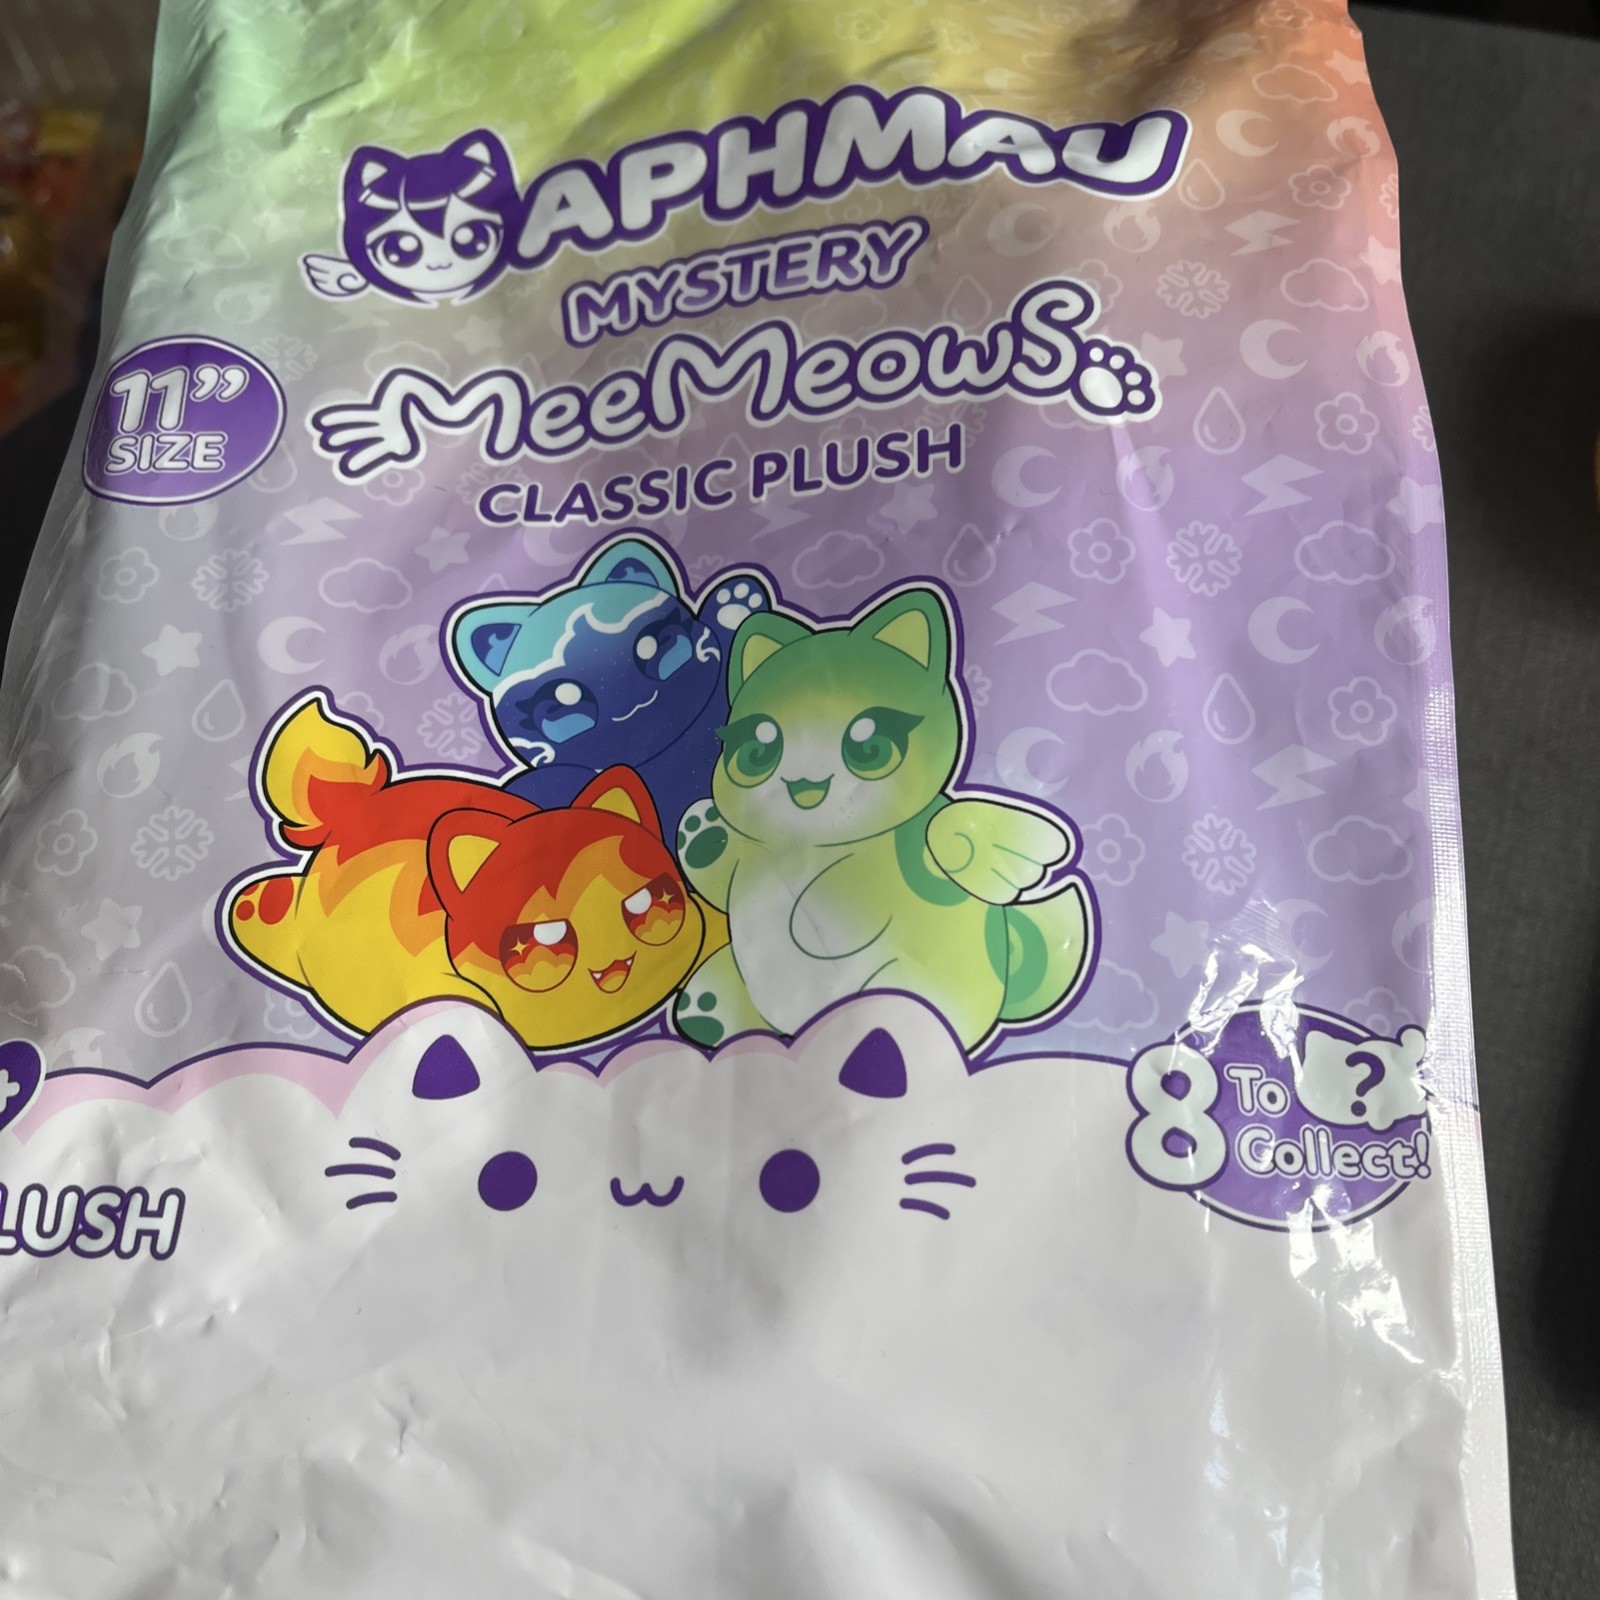 APHMAU
MYSTERY
MeeMeowS
11”
SIZE
CLASSIC PLUSH
8 To
Collect!
?
+
LUSH